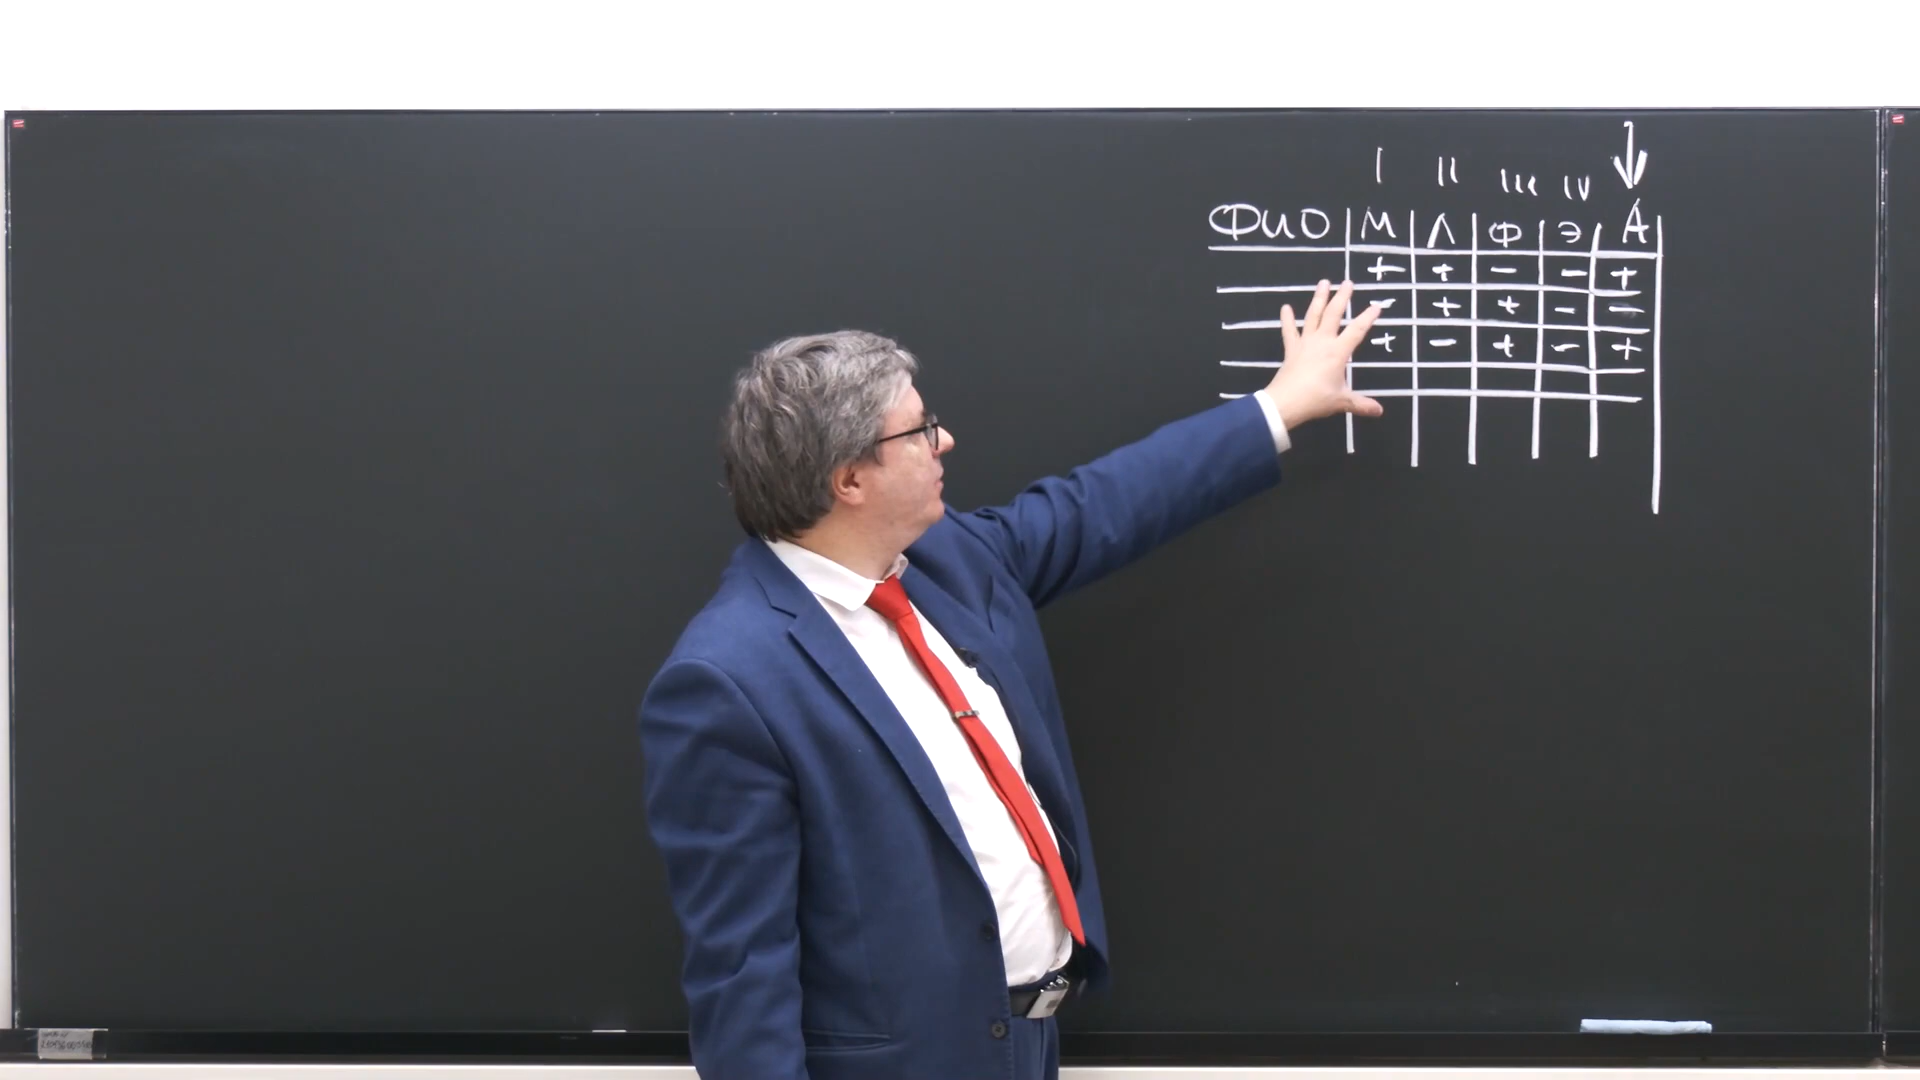 I II III IV
ФИО М Л Ф Э А
+ + - - +
- + + - -
+ - + - +